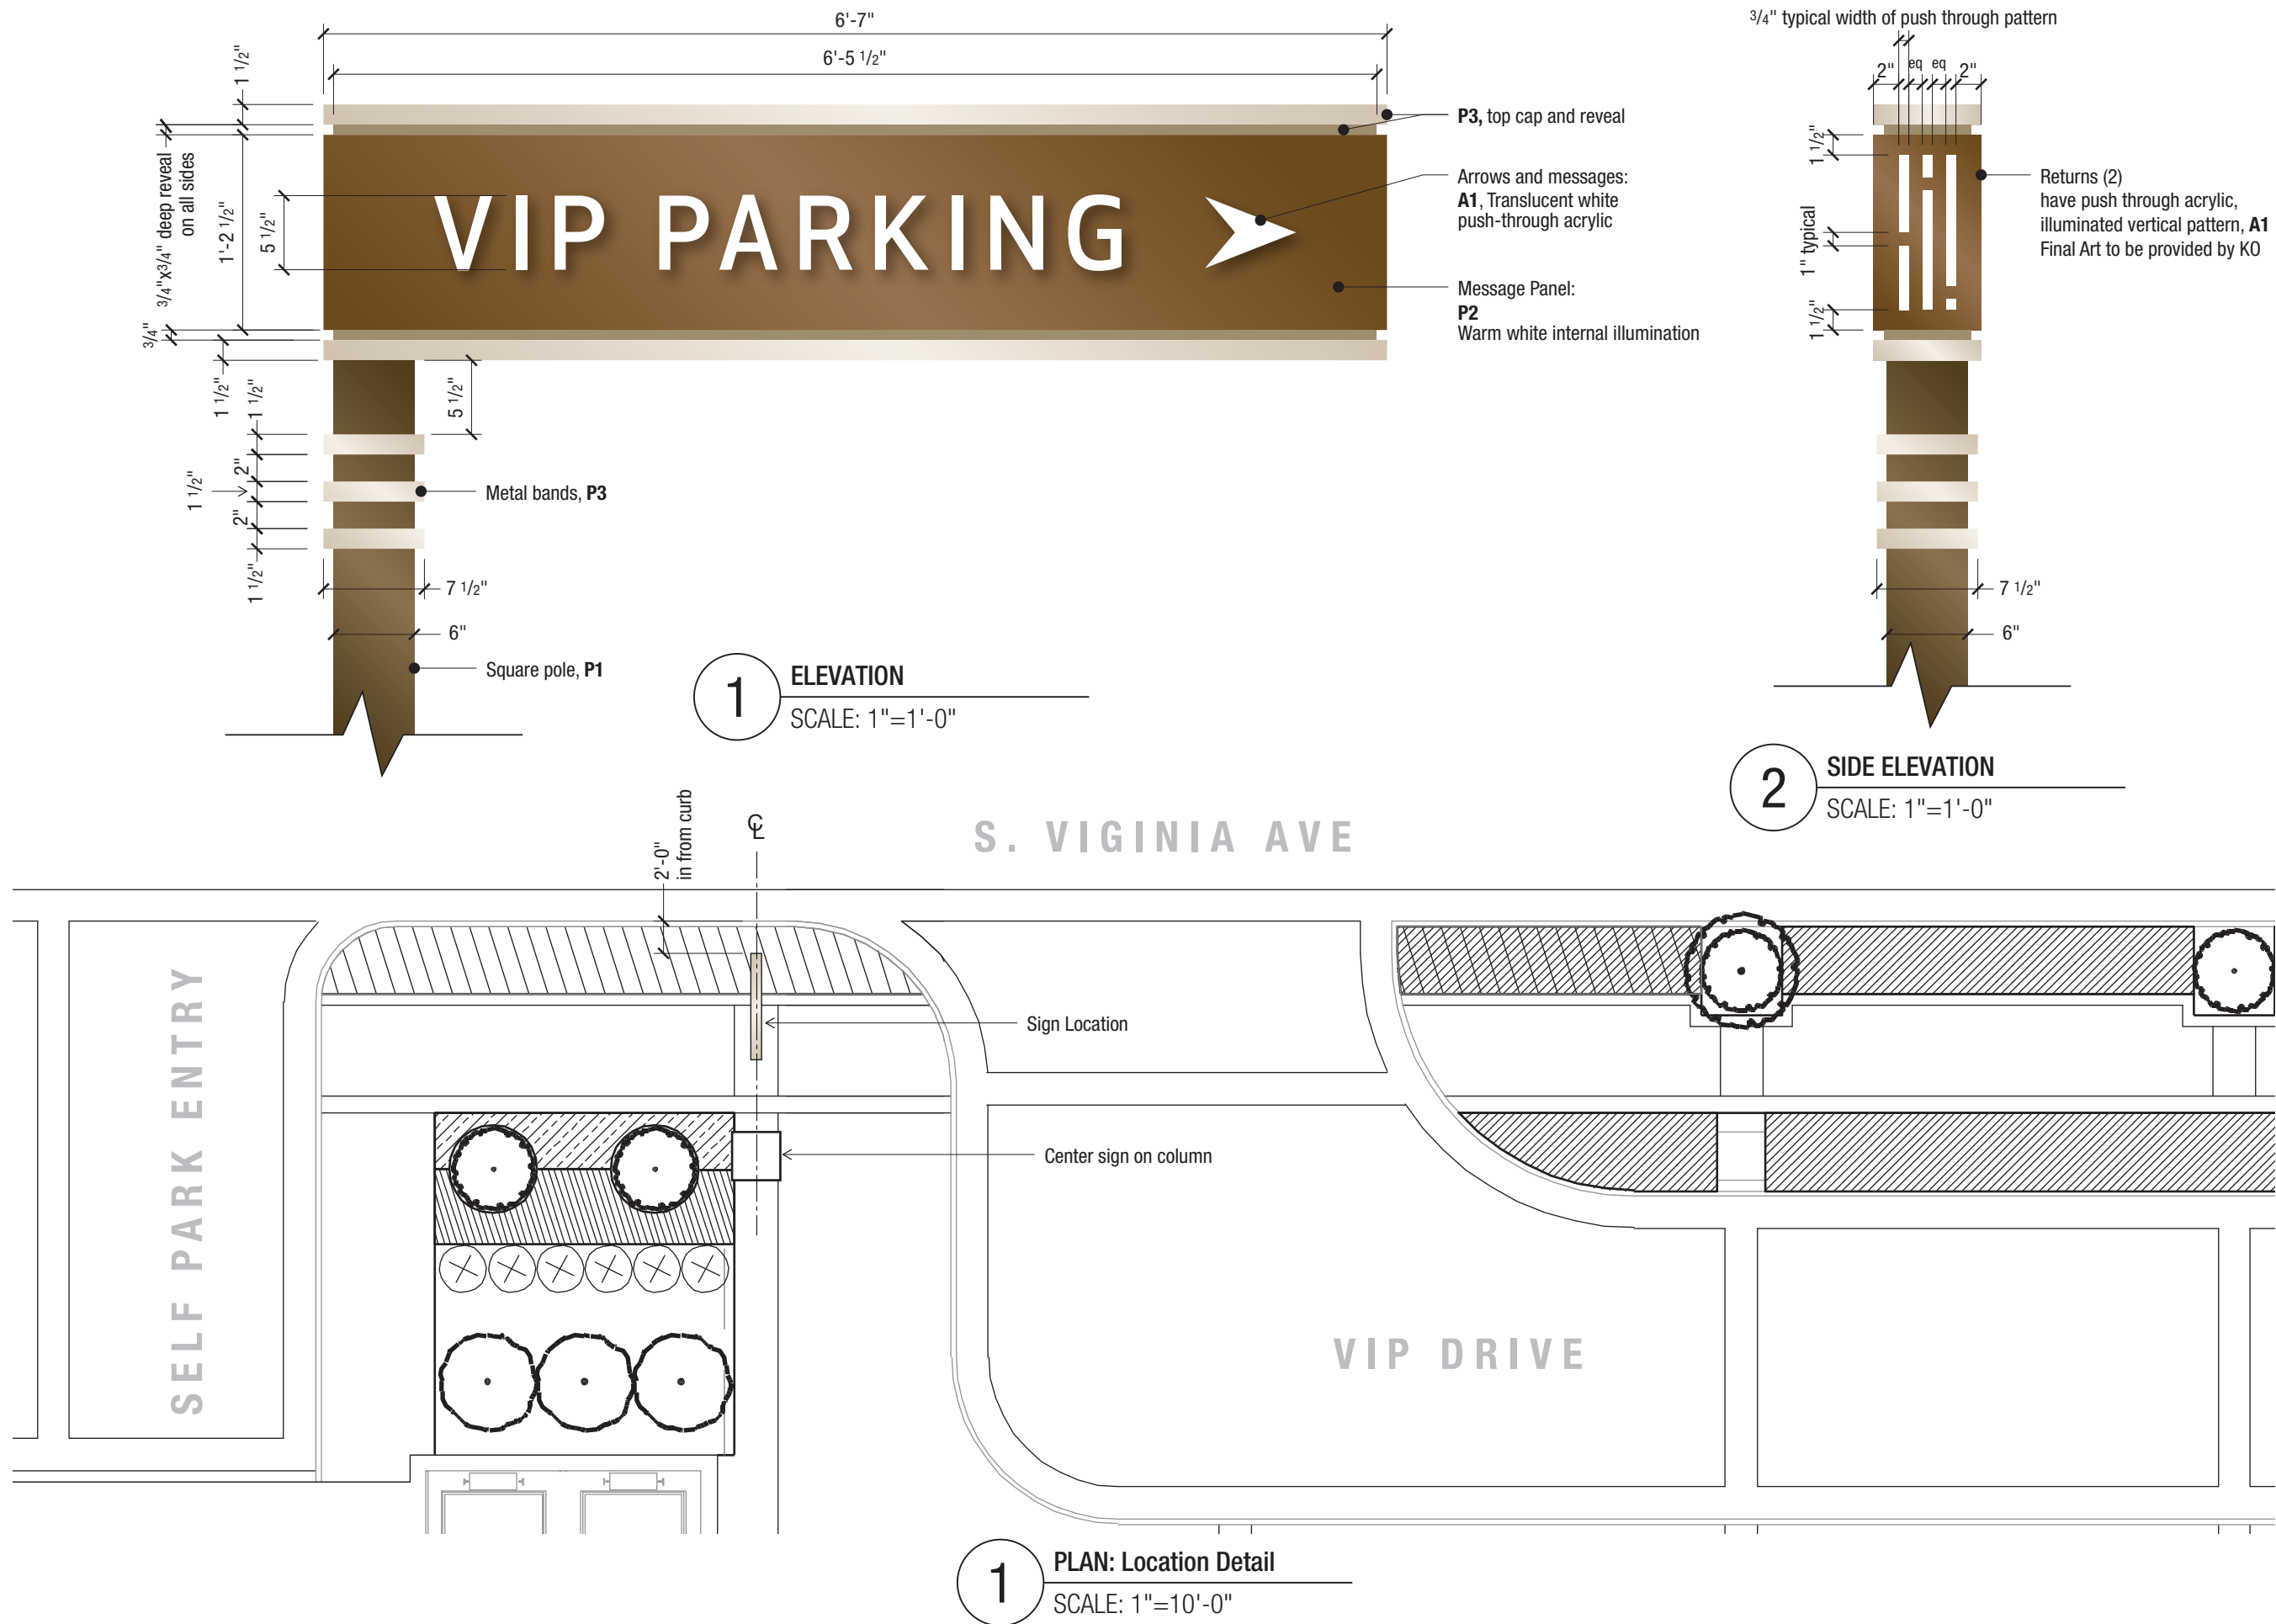 6'-7"
6'-5 1/2"
1 1/2"
3/4"x3/4" deep reveal
on all sides
1'-2 1/2"
5 1/2"
3/4"
1 1/2"
VIP PARKING
P3, top cap and reveal
Arrows and messages:
A1, Translucent white
push-through acrylic
Message Panel:
P2
Warm white internal illumination
5 1/2"
1 1/2"
2"
1 1/2"
2"
1 1/2"
Metal bands, P3
7 1/2"
6"
Square pole, P1
1
ELEVATION
SCALE: 1"=1'-0"
3/4" typical width of push through pattern
2"
eq
eq
2"
1 1/2"
1" typical
1 1/2"
Returns (2)
have push through acrylic,
illuminated vertical pattern, A1
Final Art to be provided by KO
7 1/2"
6"
2
SIDE ELEVATION
SCALE: 1"=1'-0"
2'-0"
in from curb
CL
S. VIGINIA AVE
SELF PARK ENTRY
Sign Location
Center sign on column
VIP DRIVE
1
PLAN: Location Detail
SCALE: 1"=10'-0"